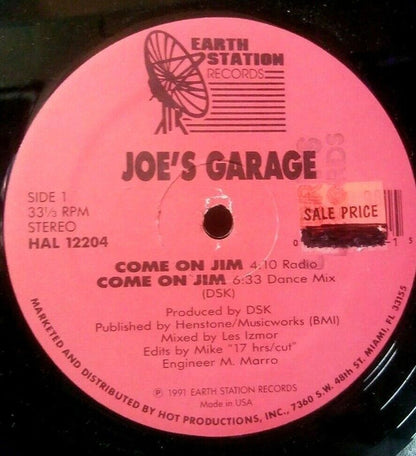 EARTH
STATION
RECORDS
JOE'S GARAGE
SIDE 1
33⅓ RPM
STEREO
HAL 12204
SALE PRICE
COME ON JIM 4:10 Radio
COME ON JIM 6:33 Dance Mix
(DSK)
Produced by DSK
Published by Henstone/Musicworks (BMI)
Mixed by Les Izmor
Edits by Mike "17 hrs/cut"
Engineer M. Marro
℗ 1991 EARTH STATION RECORDS
Made in USA
MARKETED AND DISTRIBUTED BY HOT PRODUCTIONS, INC., 7360 S.W. 48th ST. MIAMI, FL 33155